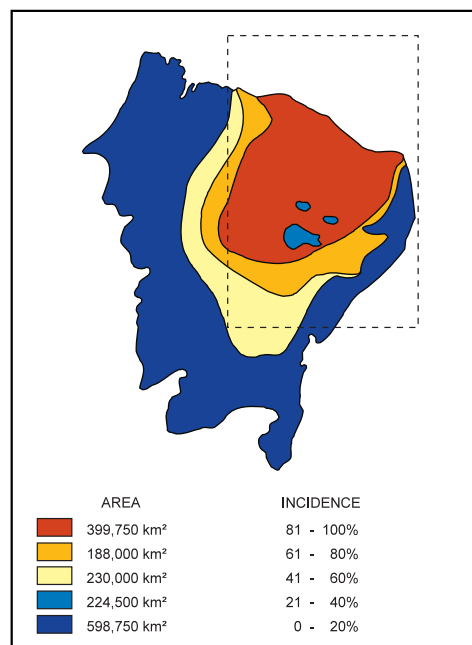 AREA INCIDENCE
399,750 km² 81 - 100%
188,000 km² 61 - 80%
230,000 km² 41 - 60%
224,500 km² 21 - 40%
598,750 km² 0 - 20%